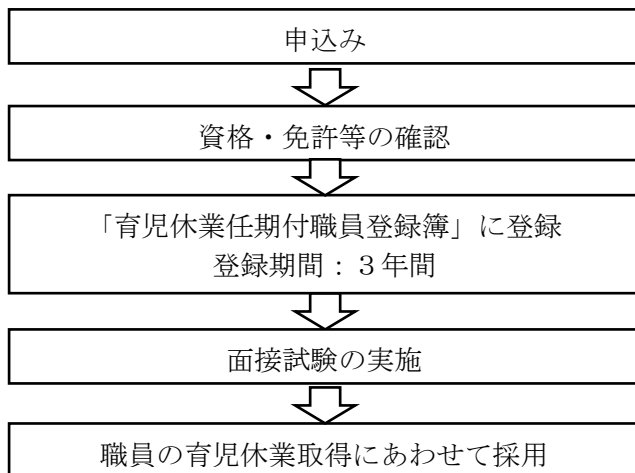 申込み
資格・免許等の確認
「育児休業任期付職員登録簿」に登録
登録期間：３年間
面接試験の実施
職員の育児休業取得にあわせて採用